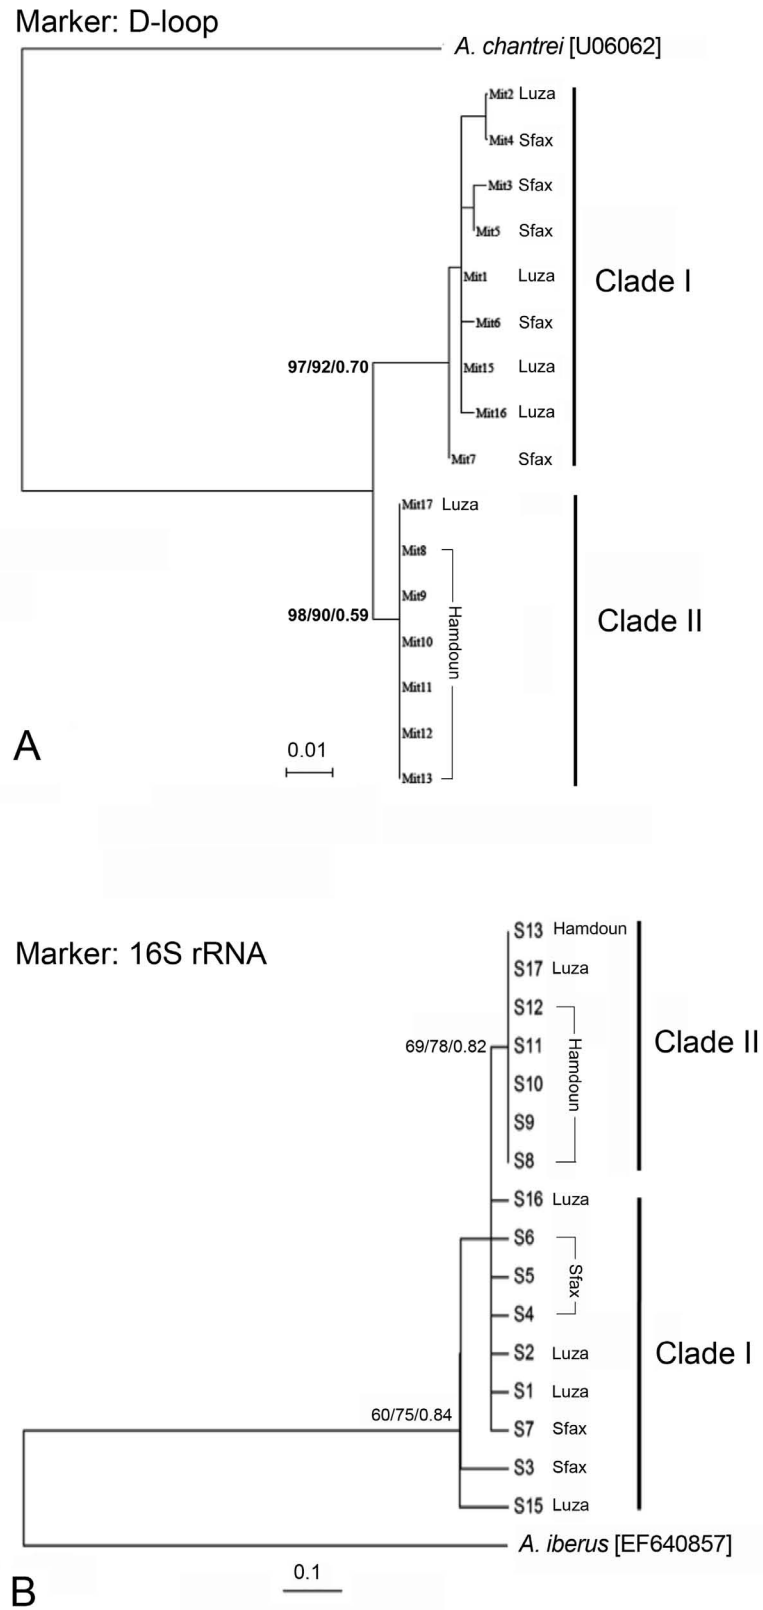 Marker: D-loop
A. chantrei [U06062]
Mit2 Luza
Mit4 Sfax
Mit3 Sfax
Mit5 Sfax
Mit1 Luza
Clade I
Mit6 Sfax
97/92/0.70
Mit15 Luza
Mit16 Luza
Mit7 Sfax
Mit17 Luza
Mit8
Mit9
98/90/0.59
Hamdoun
Clade II
Mit10
Mit11
Mit12
A
0.01
Mit13
S13 Hamdoun
Marker: 16S rRNA
S17 Luza
S12
69/78/0.82
S11
Hamdoun
Clade II
S10
S9
S8
S16 Luza
S6
S5
Sfax
S4
S2 Luza
Clade I
S1 Luza
60/75/0.84
S7 Sfax
S3 Sfax
S15 Luza
A. iberus [EF640857]
0.1
B